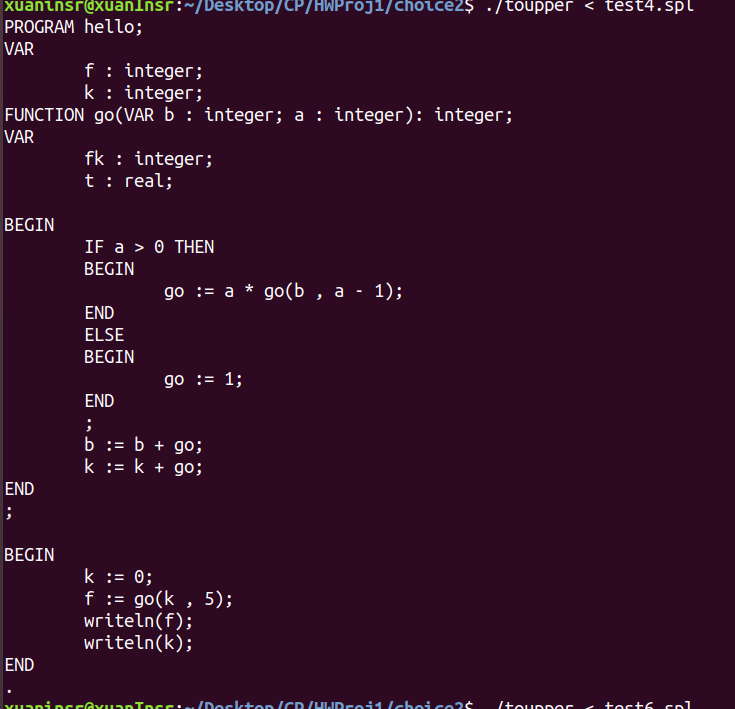 xuaninsr@xuanInsr:~/Desktop/CP/HWProj1/choice2$ ./toupper < test4.spl
PROGRAM hello;
VAR
        f : integer;
        k : integer;
FUNCTION go(VAR b : integer; a : integer): integer;
VAR
        fk : integer;
        t : real;

BEGIN
        IF a > 0 THEN
        BEGIN
                go := a * go(b , a - 1);
        END
        ELSE
        BEGIN
                go := 1;
        END
        ;
        b := b + go;
        k := k + go;
END
;

BEGIN
        k := 0;
        f := go(k , 5);
        writeln(f);
        writeln(k);
END
.
xuaninsr@xuanInsr:~/Desktop/CP/HWProj1/choice2$ ./toupper < test6.spl